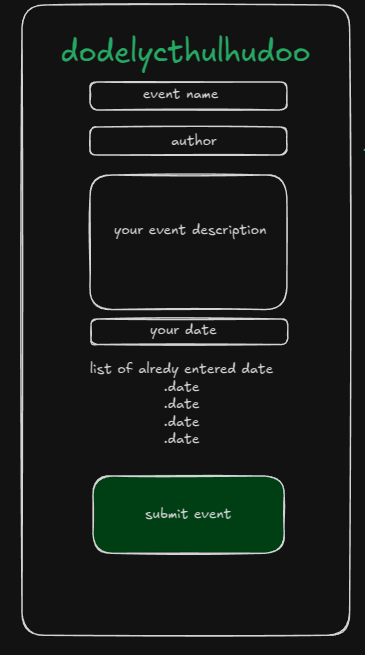 dodelycthulhudoo
event name
author
your event description
your date
list of alredy entered date
.date
.date
.date
.date
submit event